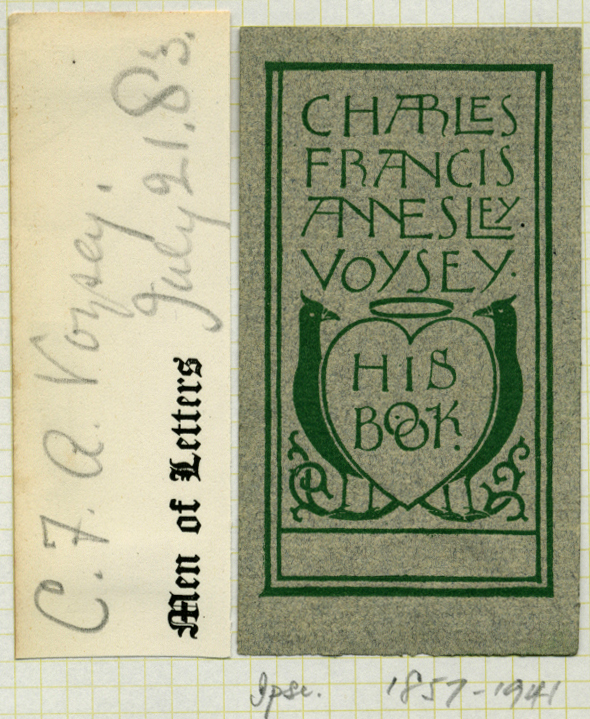 C. F. A. Voysey.
July 21. 83.
Men of Letters
CHARLES
FRANCIS
ANNESLEY
VOYSEY.
HIS
BOOK.
Ipse. 1857-1941